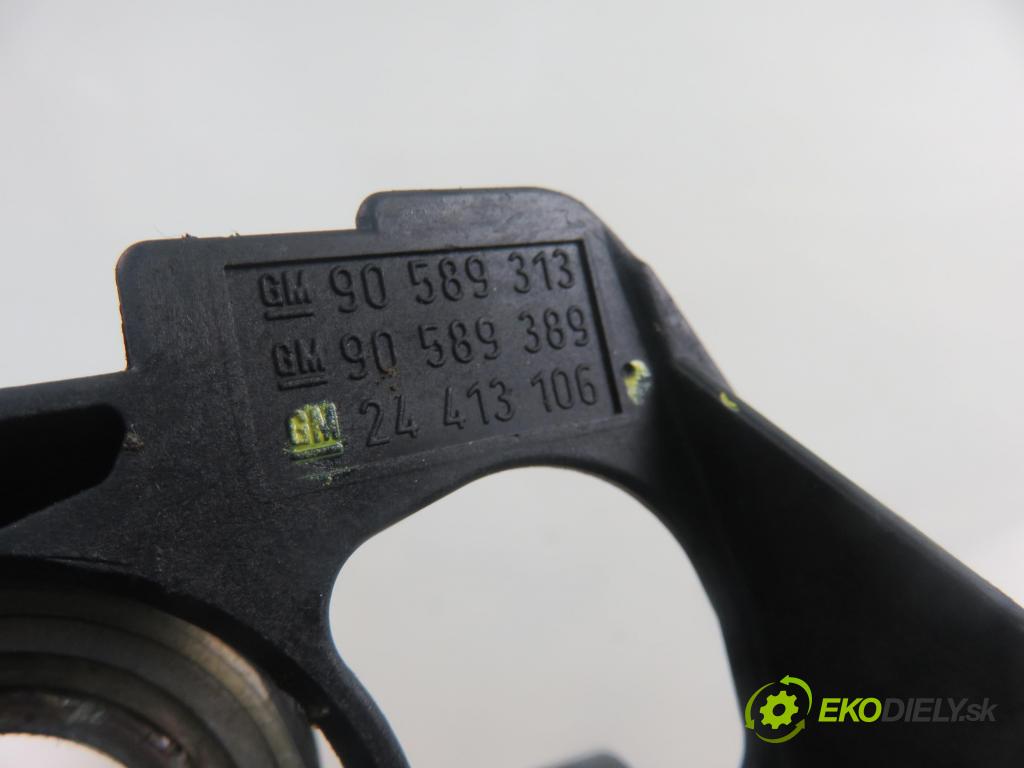 GM 90 589 313
GM 90 589 389
GM 24 413 106
EKODIELY.sk